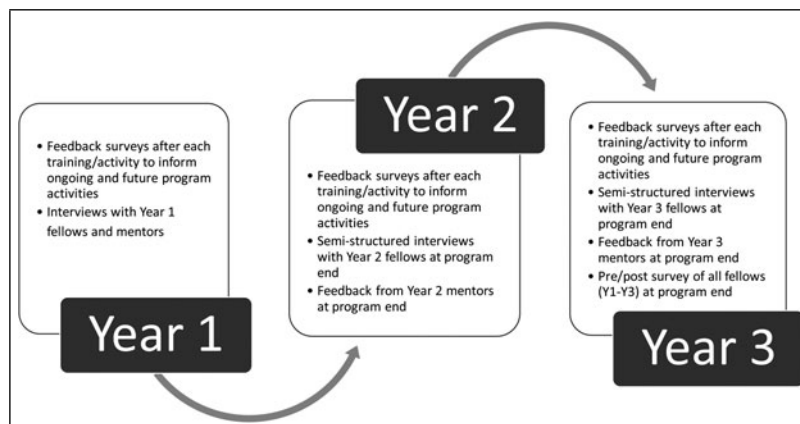 • Feedback surveys after each
training/activity to inform
ongoing and future program
activities
• Interviews with Year 1
fellows and mentors
Year 1
Year 2
• Feedback surveys after each
training/activity to inform
ongoing and future program
activities
• Semi-structured interviews
with Year 2 fellows at program
end
• Feedback from Year 2 mentors
at program end
• Feedback surveys after each
training/activity to inform
ongoing and future program
activities
• Semi-structured interviews
with Year 3 fellows at
program end
• Feedback from Year 3
mentors at program end
• Pre/post survey of all fellows
(Y1-Y3) at program end
Year 3